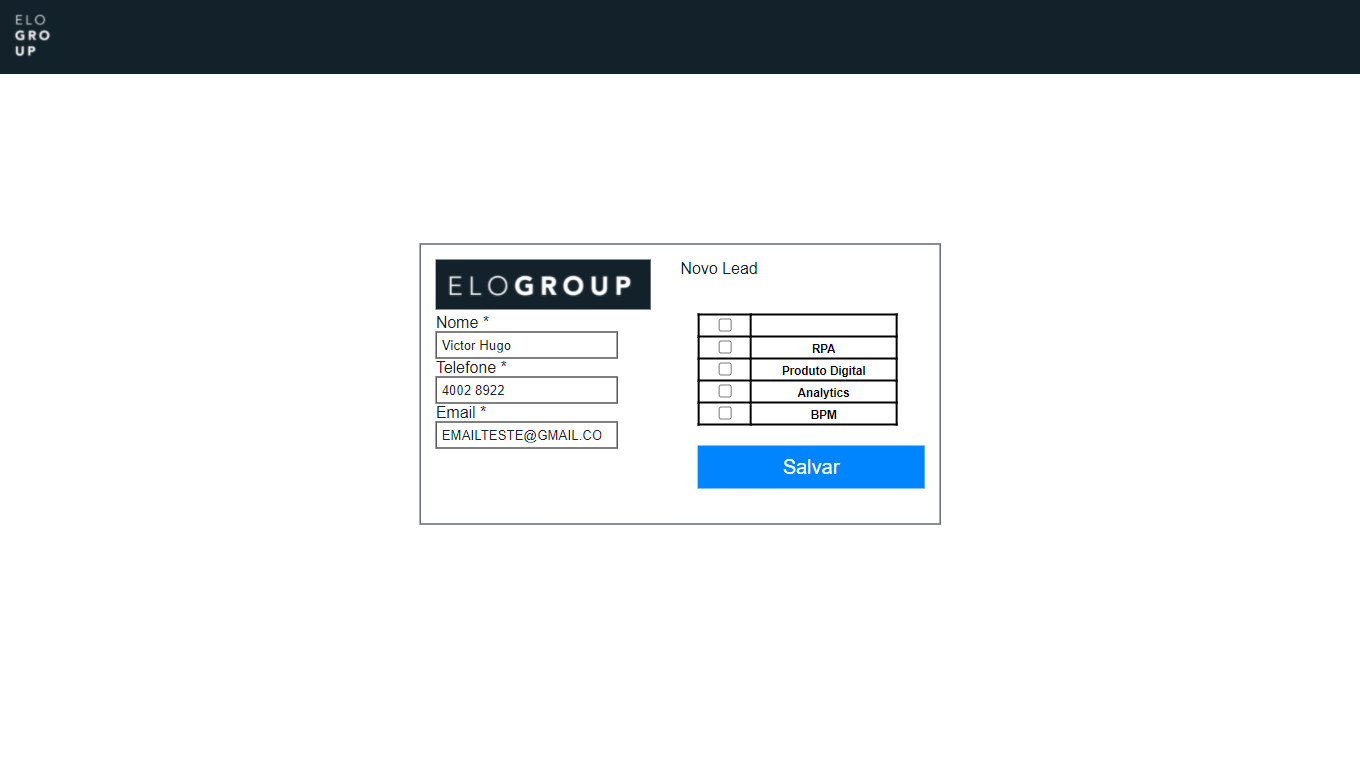 ELO
GRO
UP
ELOGROUP
Novo Lead
Nome *
Victor Hugo
Telefone *
4002 8922
Email *
EMAILTESTE@GMAIL.CO
RPA
Produto Digital
Analytics
BPM
Salvar